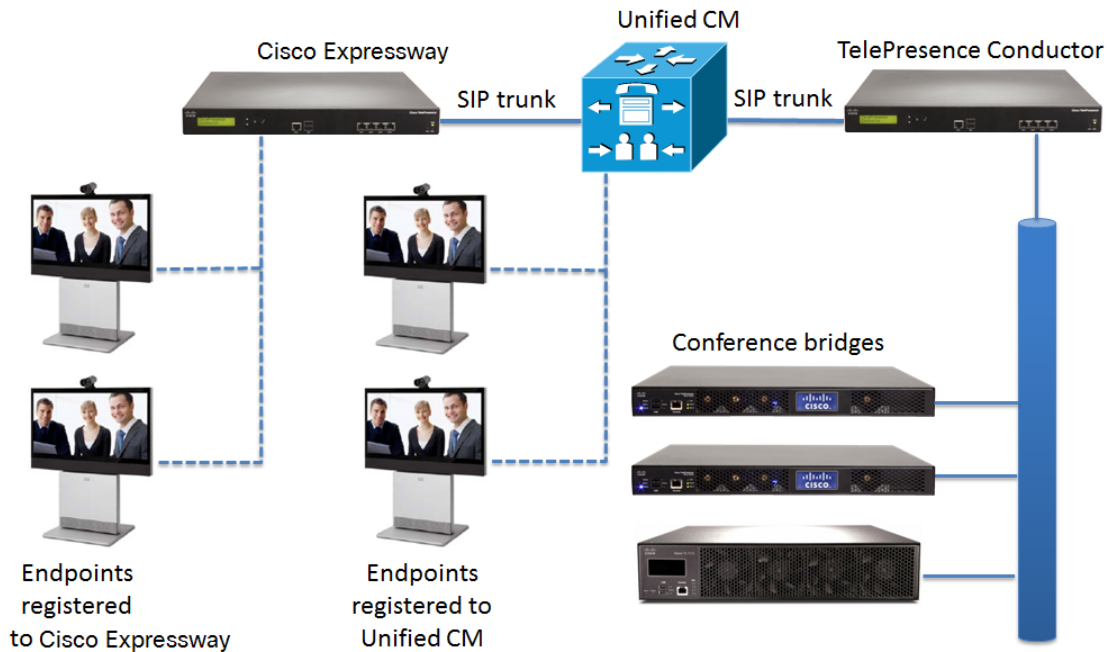 Unified CM
Cisco Expressway
TelePresence Conductor
SIP trunk
SIP trunk
Conference bridges
CISCO.
CISCO.
Endpoints
registered
to Cisco Expressway
Endpoints
registered to
Unified CM